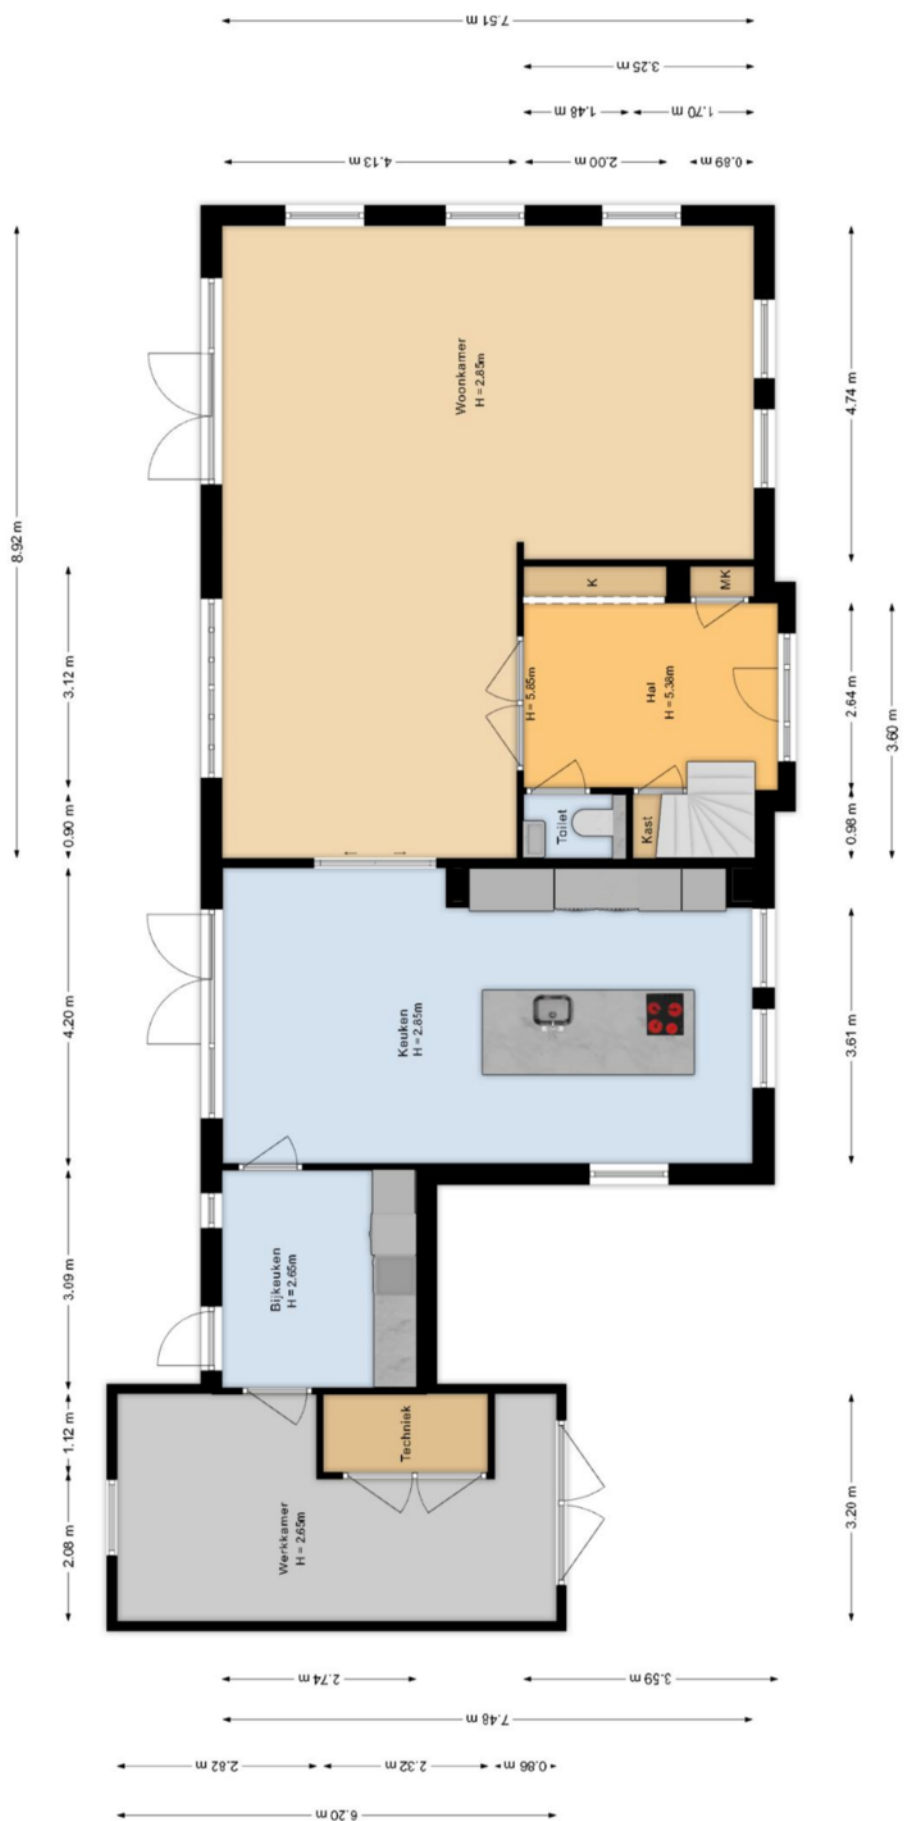 7.51 m
3.25 m
1.48 m
1.70 m
4.13 m
2.00 m
0.89 m
8.92 m
4.74 m
Woonkamer
H = 2.85m
K
MK
3.12 m
H = 5.85m
Hal
H = 5.38m
2.64 m
3.60 m
0.90 m
Toilet
Kast
0.98 m
4.20 m
Keuken
H = 2.85m
3.61 m
3.09 m
Bijkeuken
H = 2.65m
1.12 m
Techniek
2.08 m
Werkkamer
H = 2.65m
3.20 m
2.74 m
3.59 m
7.48 m
2.82 m
2.32 m
0.86 m
6.20 m